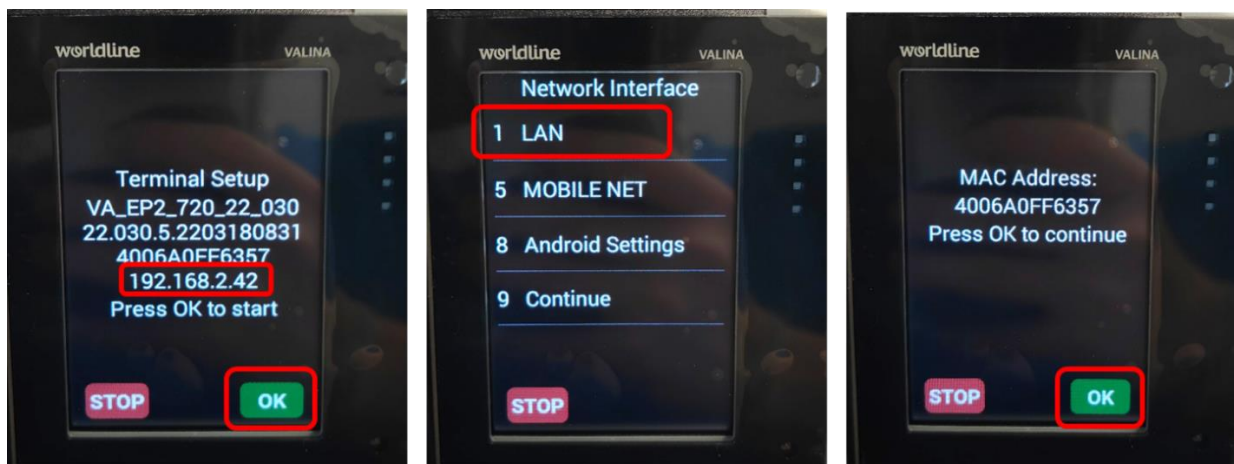 worldline VALINA
Terminal Setup
VA_EP2_720_22_030
22.030.5.2203180831
4006A0FF6357
192.168.2.42
Press OK to start
STOP OK
worldline VALINA
Network Interface
1 LAN
5 MOBILE NET
8 Android Settings
9 Continue
STOP
worldline VALINA
MAC Address:
4006A0FF6357
Press OK to continue
STOP OK